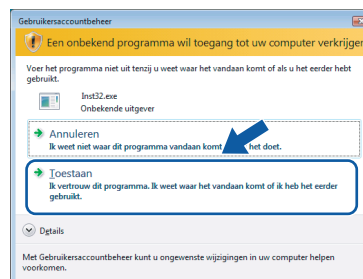 Gebruikersaccountbeheer
Een onbekend programma wil toegang tot uw computer verkrijgen
Voer het programma niet uit tenzij u weet waar het vandaan komt of als u het eerder hebt
gebruikt.
Inst32.exe
Onbekende uitgever
Annuleren
Ik weet niet waar dit programma vandaan komt het doet.
Toestaan
Ik vertrouw dit programma. Ik weet waar het vandaan komt of ik heb het eerder
gebruikt.
Details
Met Gebruikersaccountbeheer kunt u ongewenste wijzigingen in uw computer helpen
voorkomen.